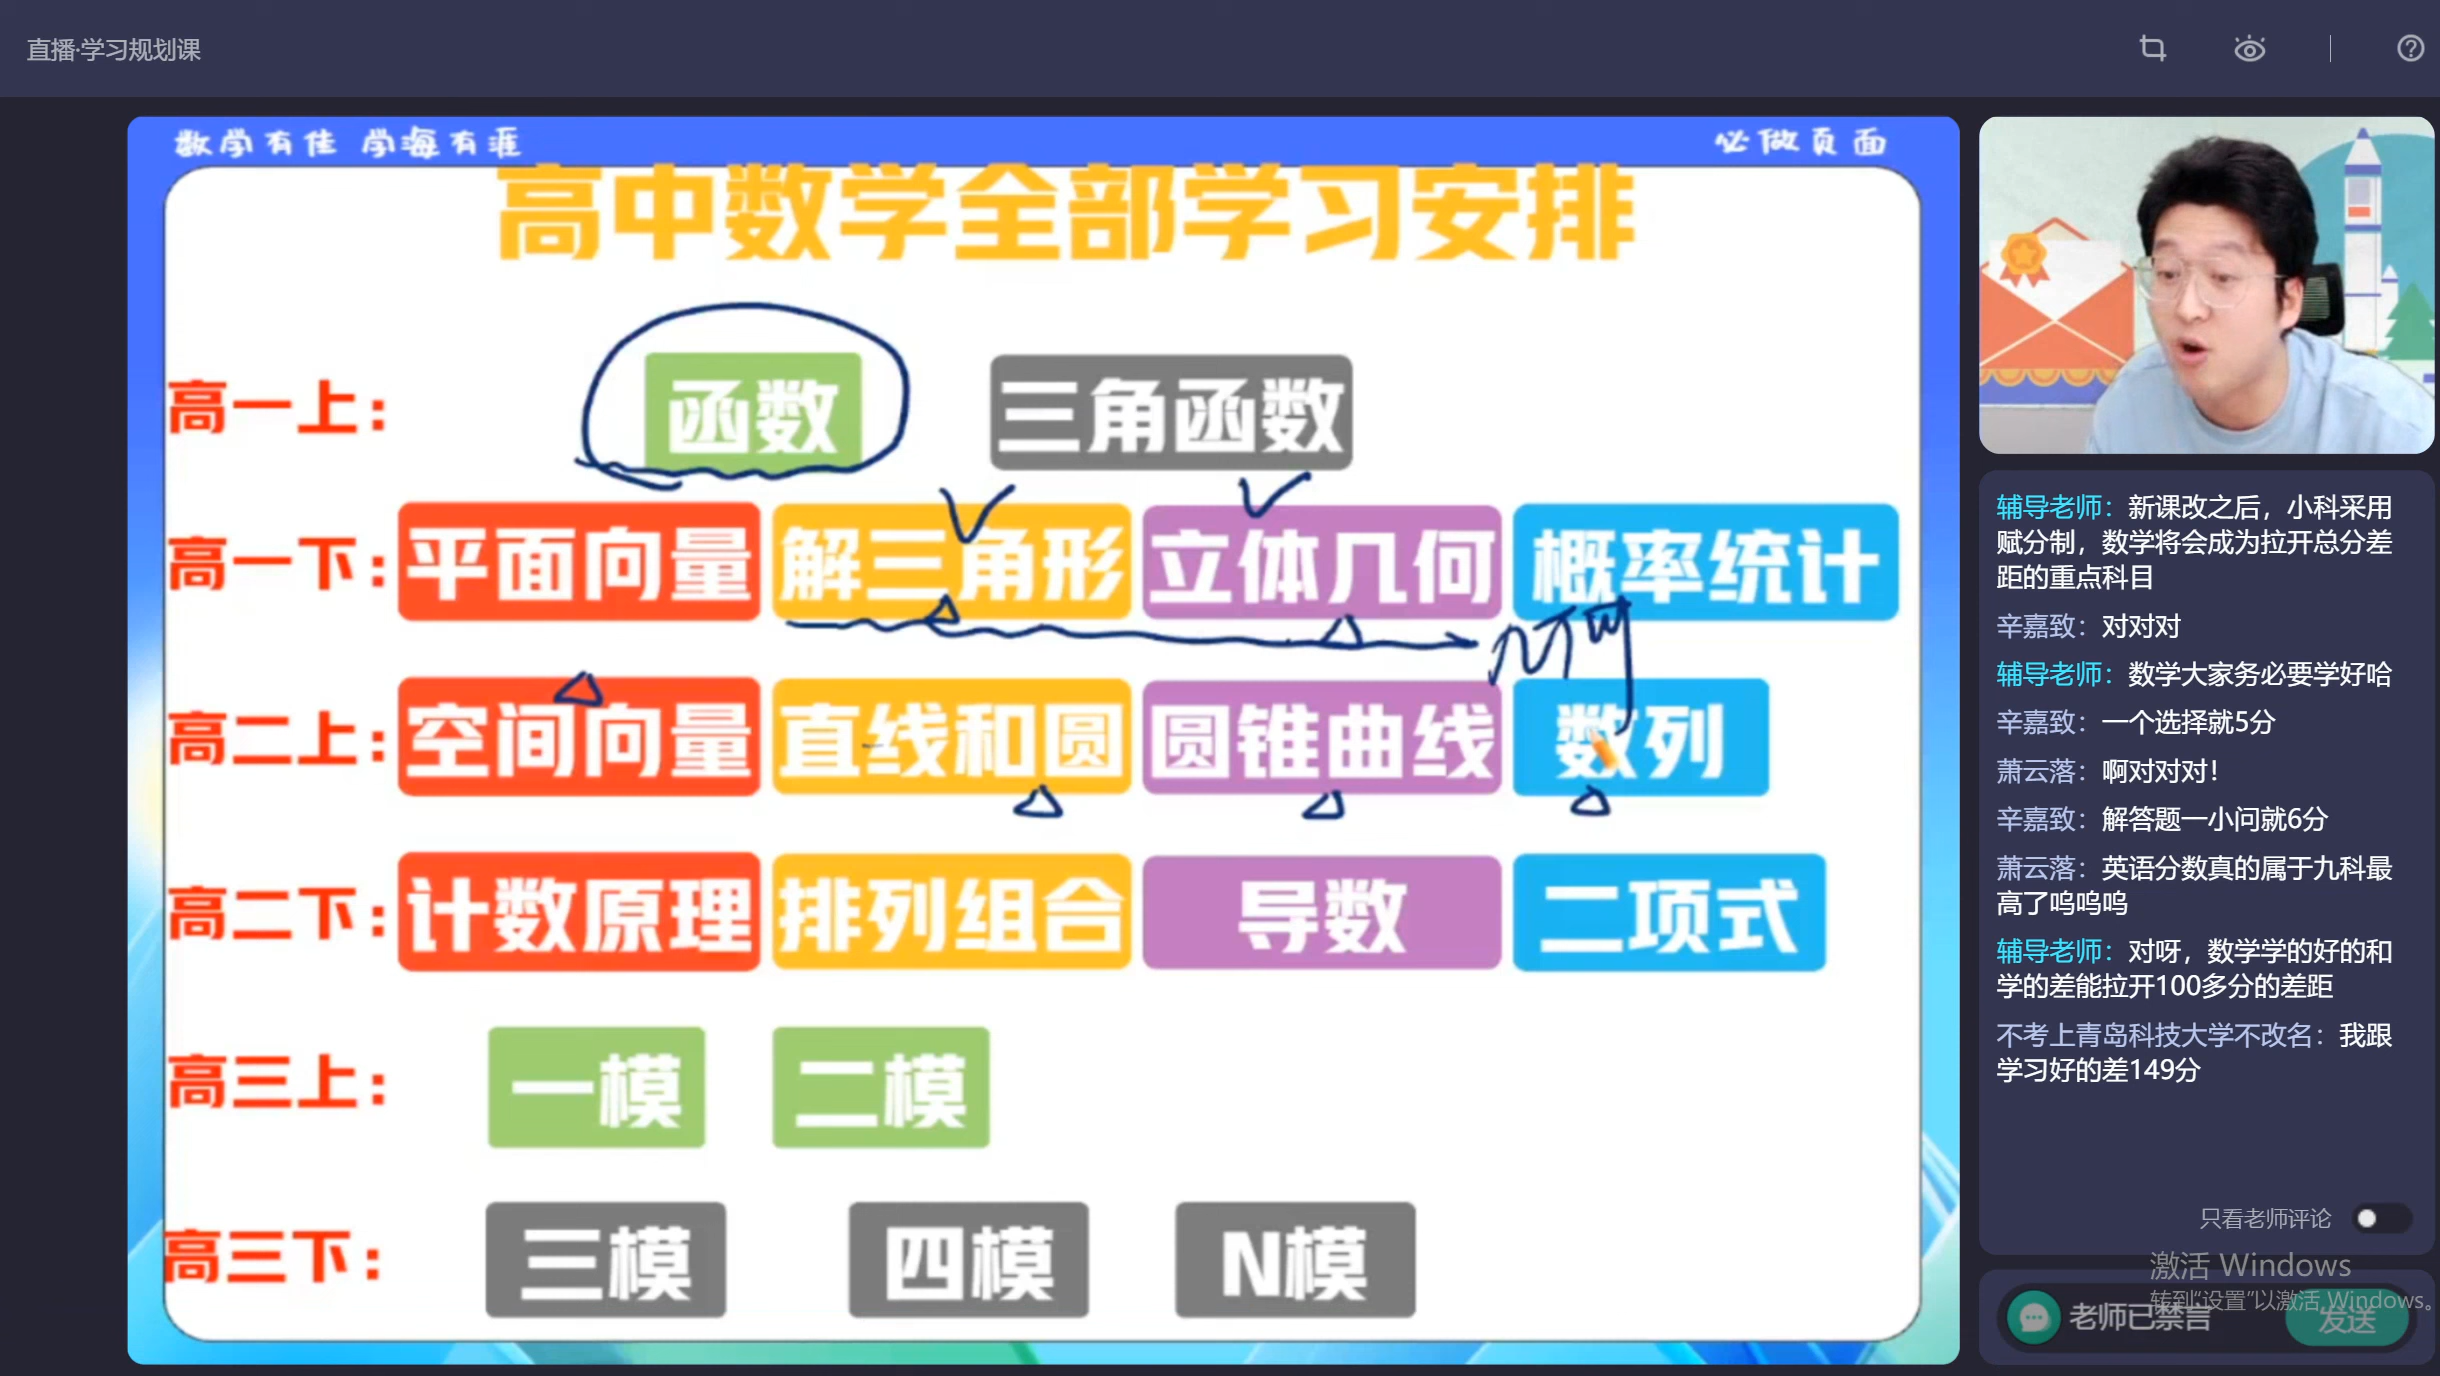 直播·学习规划课
数学有佳 学海有涯
必做页面
高中数学全部学习安排
高一上：
函数
三角函数
高一下：
平面向量
解三角形
立体几何
概率统计
高二上：
空间向量
直线和圆
圆锥曲线
数列
高二下：
计数原理
排列组合
导数
二项式
高三上：
一模
二模
高三下：
三模
四模
N模
辅导老师：新课改之后，小科采用
赋分制，数学将会成为拉开总分差
距的重点科目
辛嘉致：对对对
辅导老师：数学大家务必要学好哈
辛嘉致：一个选择就5分
萧云落：啊对对对！
辛嘉致：解答题一小问就6分
萧云落：英语分数真的属于九科最
高了呜呜呜
辅导老师：对呀，数学学的好的和
学的差能拉开100多分的差距
不考上青岛科技大学不改名：我跟
学习好的差149分
只看老师评论
激活 Windows
转到"设置"以激活 Windows。
老师已禁言
发送